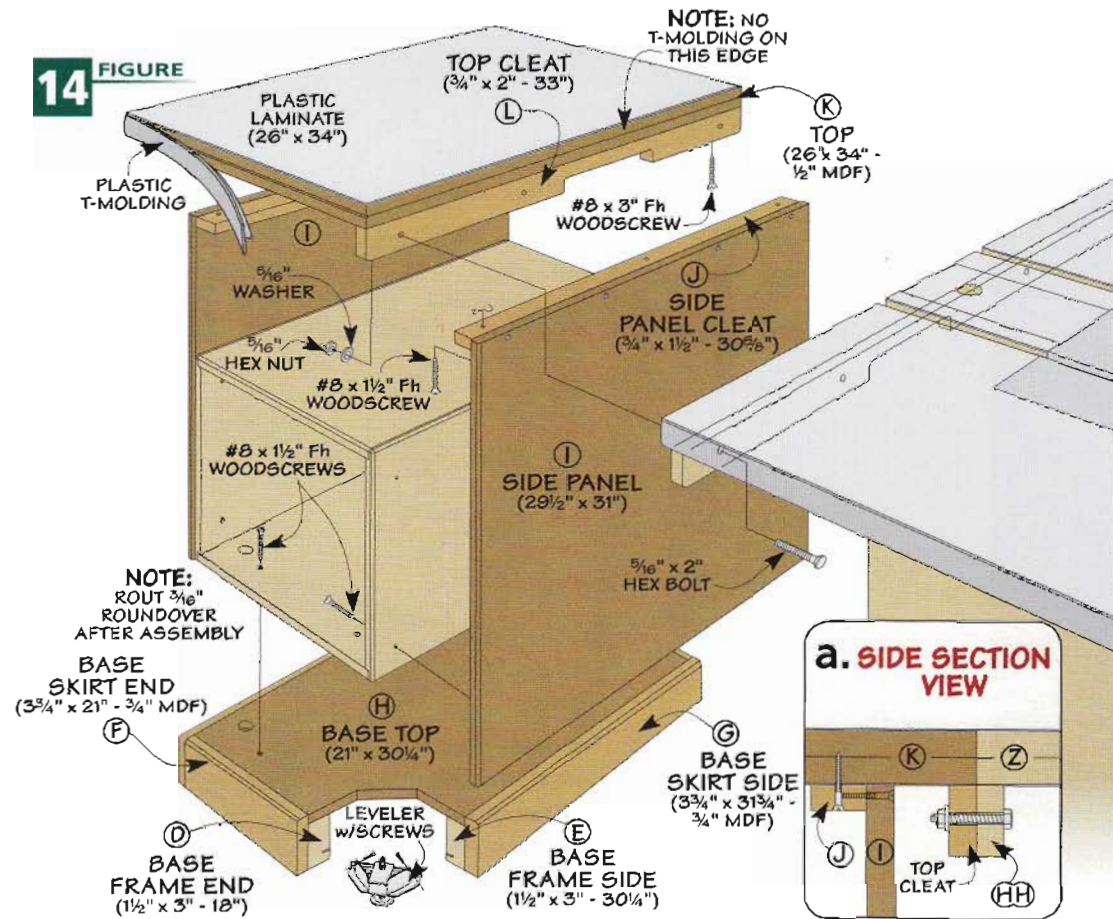 14 FIGURE
NOTE: NO
T-MOLDING ON
THIS EDGE
TOP CLEAT
(3/4" x 2" - 33")
L
PLASTIC
LAMINATE
(26" x 34")
K
TOP
(26" x 34" -
1/2" MDF)
PLASTIC
T-MOLDING
#8 x 3" Fh
WOODSCREW
I
J
SIDE
PANEL CLEAT
(3/4" x 1 1/2" - 30 5/8")
5/16"
WASHER
5/16"
HEX NUT
#8 x 1 1/2" Fh
WOODSCREW
#8 x 1 1/2" Fh
WOODSCREWS
I
SIDE PANEL
(29 1/2" x 31")
5/16" x 2"
HEX BOLT
NOTE:
ROUT 3/16"
ROUNDOVER
AFTER ASSEMBLY
BASE
SKIRT END
(3 3/4" x 21" - 3/4" MDF)
F
H
BASE TOP
(21" x 30 1/4")
G
BASE
SKIRT SIDE
(3 3/4" x 31 3/4" -
3/4" MDF)
D
BASE
FRAME END
(1 1/2" x 3" - 18")
LEVELER
w/SCREWS
E
BASE
FRAME SIDE
(1 1/2" x 3" - 30 1/4")
a. SIDE SECTION
VIEW
K
Z
J
I
TOP
CLEAT
HH